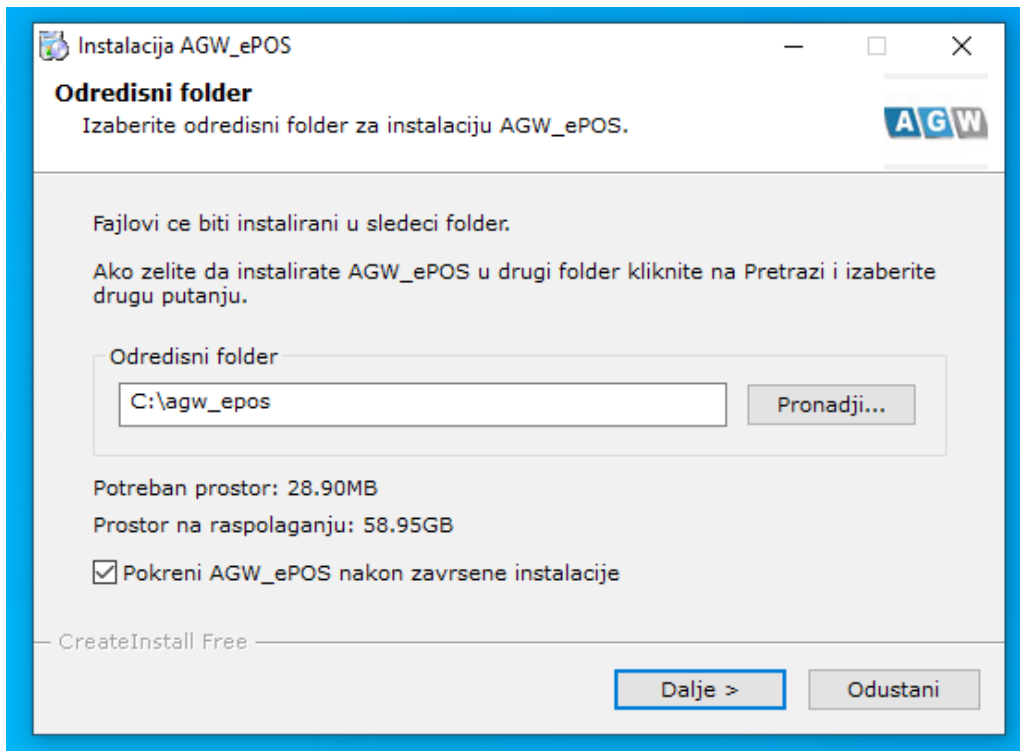 Instalacija AGW_ePOS
Odredisni folder
Izaberite odredisni folder za instalaciju AGW_ePOS.
AGW
Fajlovi ce biti instalirani u sledeci folder.
Ako zelite da instalirate AGW_ePOS u drugi folder kliknite na Pretrazi i izaberite
drugu putanju.
Odredisni folder
C:\agw_epos
Pronadji...
Potreban prostor: 28.90MB
Prostor na raspolaganju: 58.95GB
Pokreni AGW_ePOS nakon zavrsene instalacije
CreateInstall Free
Dalje >
Odustani